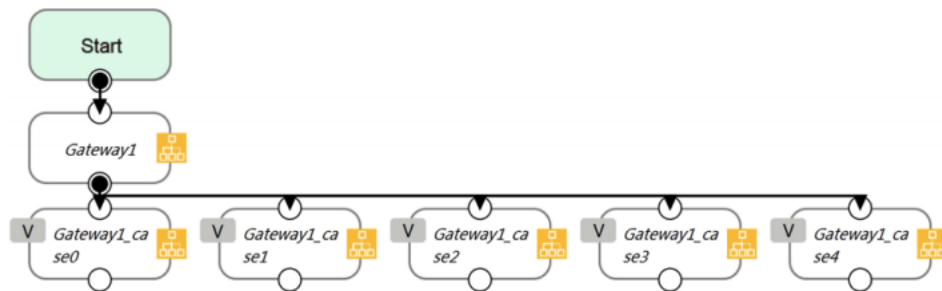 Start
Gateway1
V
Gateway1_ca
se0
V
Gateway1_ca
se1
V
Gateway1_ca
se2
V
Gateway1_ca
se3
V
Gateway1_ca
se4